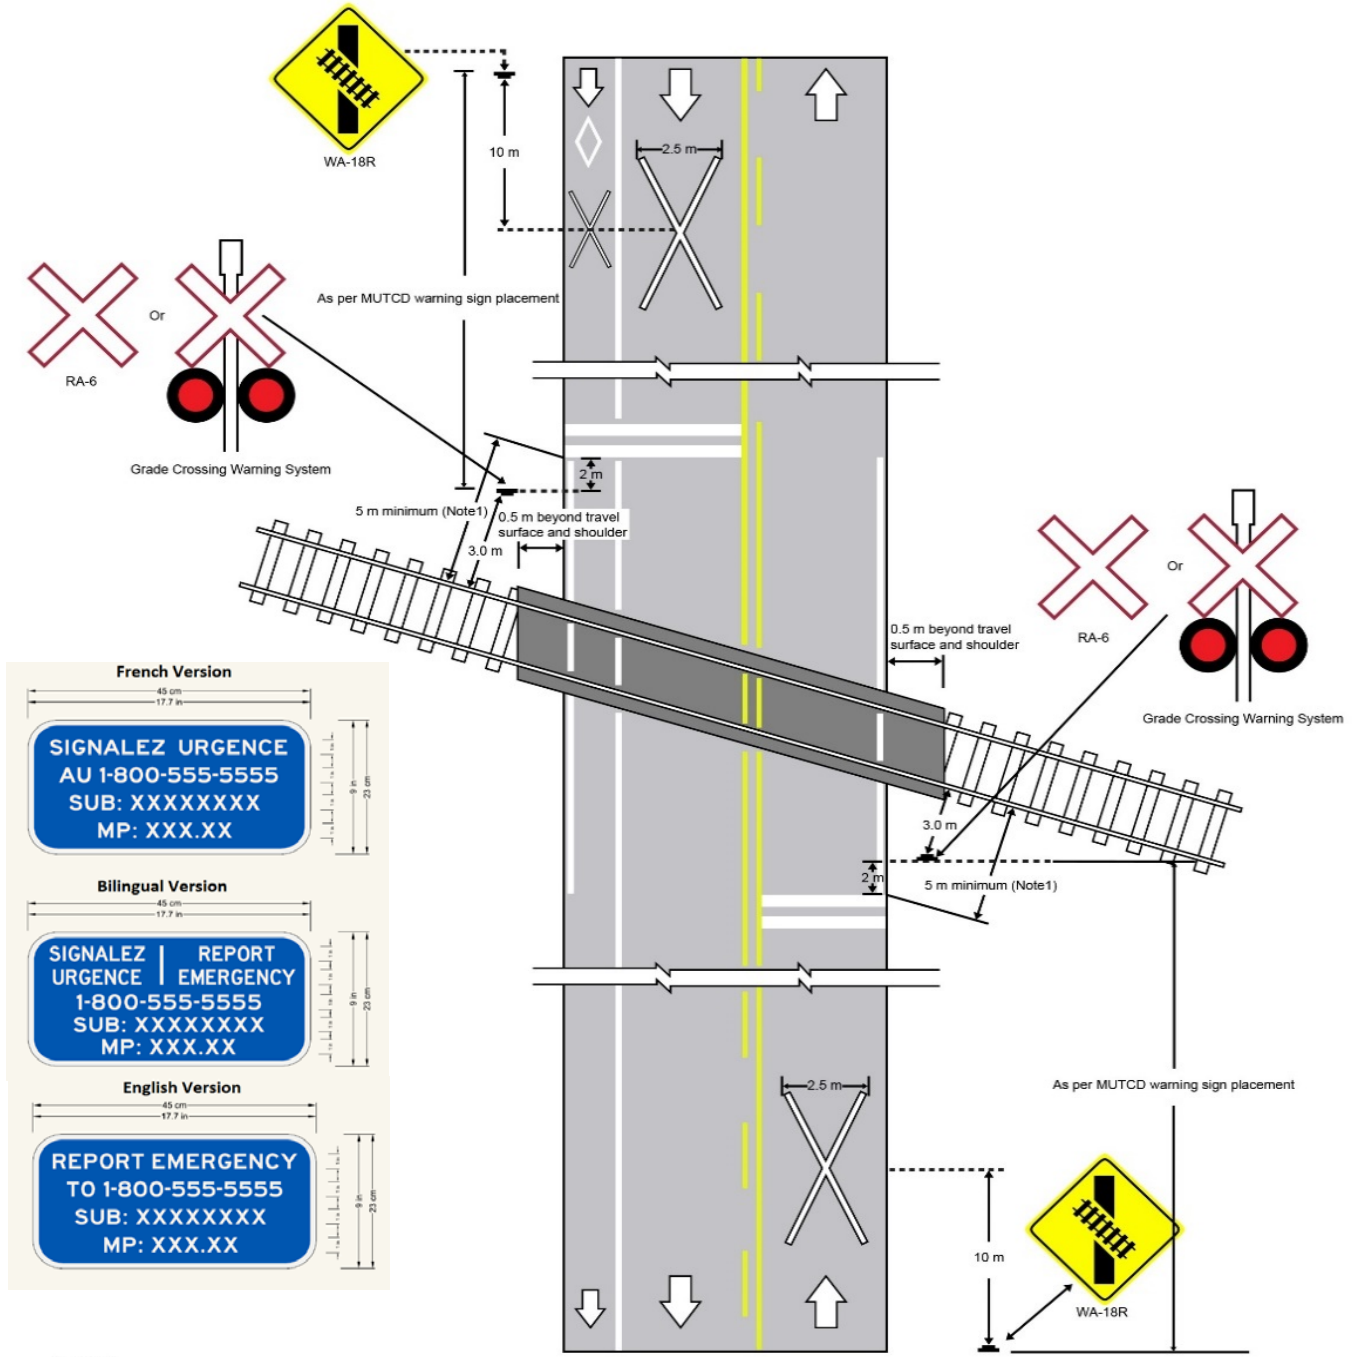 WA-18R
10 m
2.5 m
As per MUTCD warning sign placement
Or
RA-6
Grade Crossing Warning System
2 m
5 m minimum (Note1)
0.5 m beyond travel
surface and shoulder
3.0 m
Or
RA-6
0.5 m beyond travel
surface and shoulder
Grade Crossing Warning System
3.0 m
2 m
5 m minimum (Note1)
As per MUTCD warning sign placement
2.5 m
10 m
WA-18R
French Version
45 cm
17.7 in
SIGNALEZ URGENCE
AU 1-800-555-5555
SUB: XXXXXXXX
MP: XXX.XX
9 in
23 cm
Bilingual Version
45 cm
17.7 in
SIGNALEZ | REPORT
URGENCE | EMERGENCY
1-800-555-5555
SUB: XXXXXXXX
MP: XXX.XX
9 in
23 cm
English Version
45 cm
17.7 in
REPORT EMERGENCY
TO 1-800-555-5555
SUB: XXXXXXXX
MP: XXX.XX
9 in
23 cm